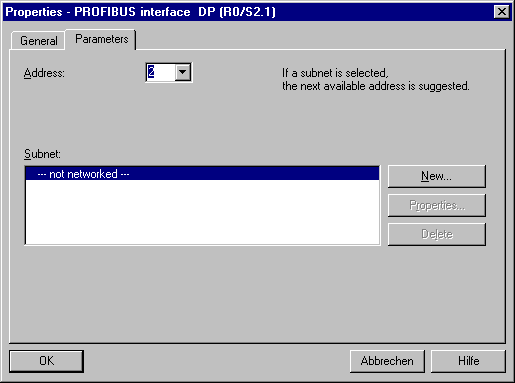 Properties - PROFIBUS interface DP (R0/S2.1)
General Parameters
Address: 2
If a subnet is selected,
the next available address is suggested.
Subnet:
--- not networked ---
New...
Properties...
Delete
OK Abbrechen Hilfe